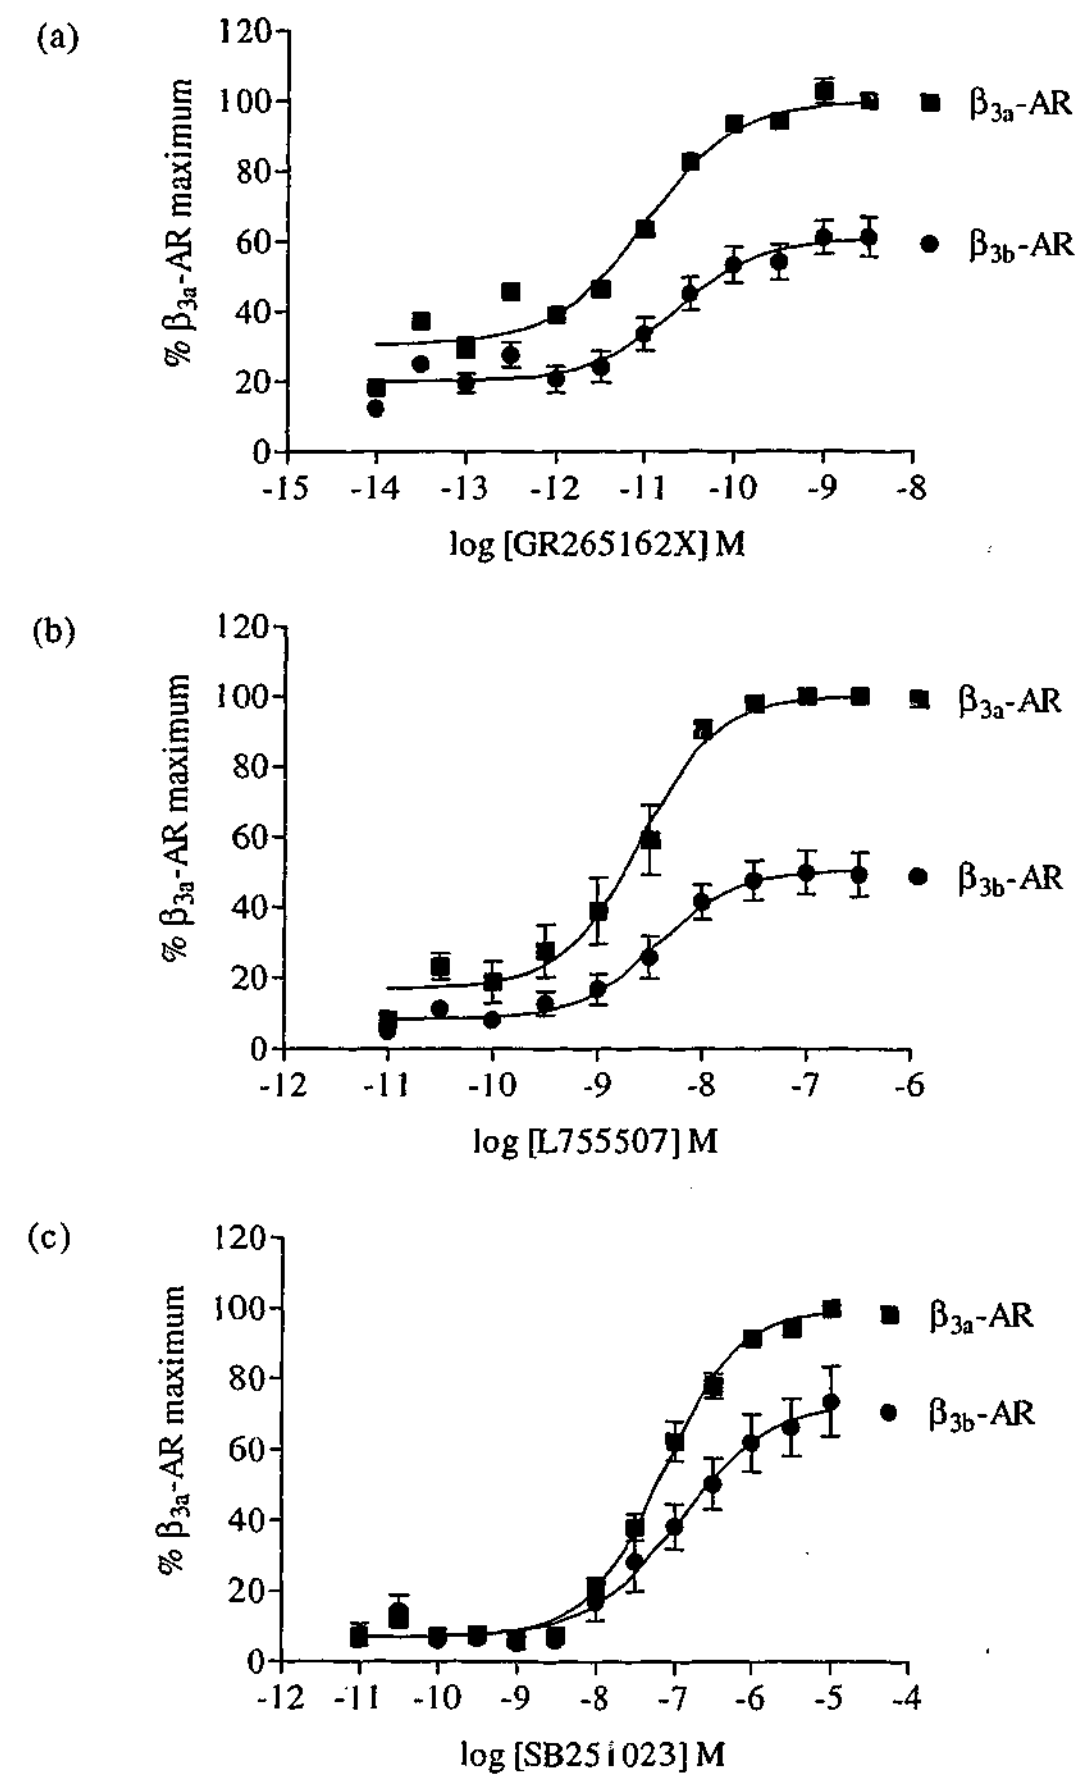 (a)
120
100
80
60
40
20
0
% β3a-AR maximum
β3a-AR
β3b-AR
-15 -14 -13 -12 -11 -10 -9 -8
log [GR265162X] M
(b)
120
100
80
60
40
20
0
% β3a-AR maximum
β3a-AR
β3b-AR
-12 -11 -10 -9 -8 -7 -6
log [L755507] M
(c)
120
100
80
60
40
20
0
% β3a-AR maximum
β3a-AR
β3b-AR
-12 -11 -10 -9 -8 -7 -6 -5 -4
log [SB251023] M